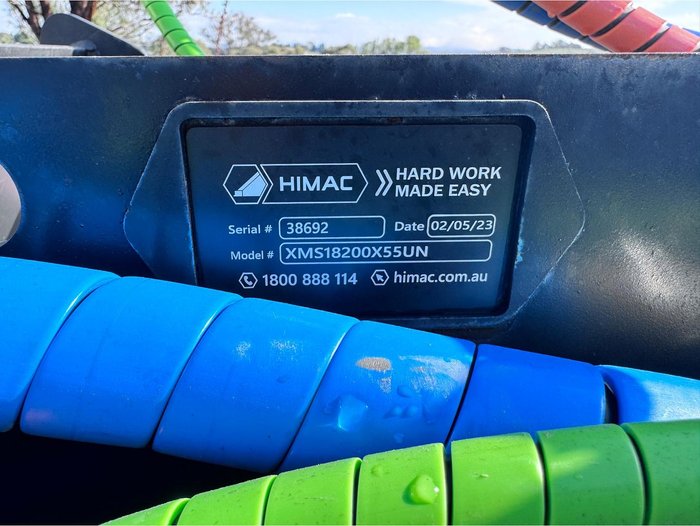 HIMAC
HARD WORK
MADE EASY
Serial # 38692 Date 02/05/23
Model # XMS18200X55UN
1800 888 114 himac.com.au